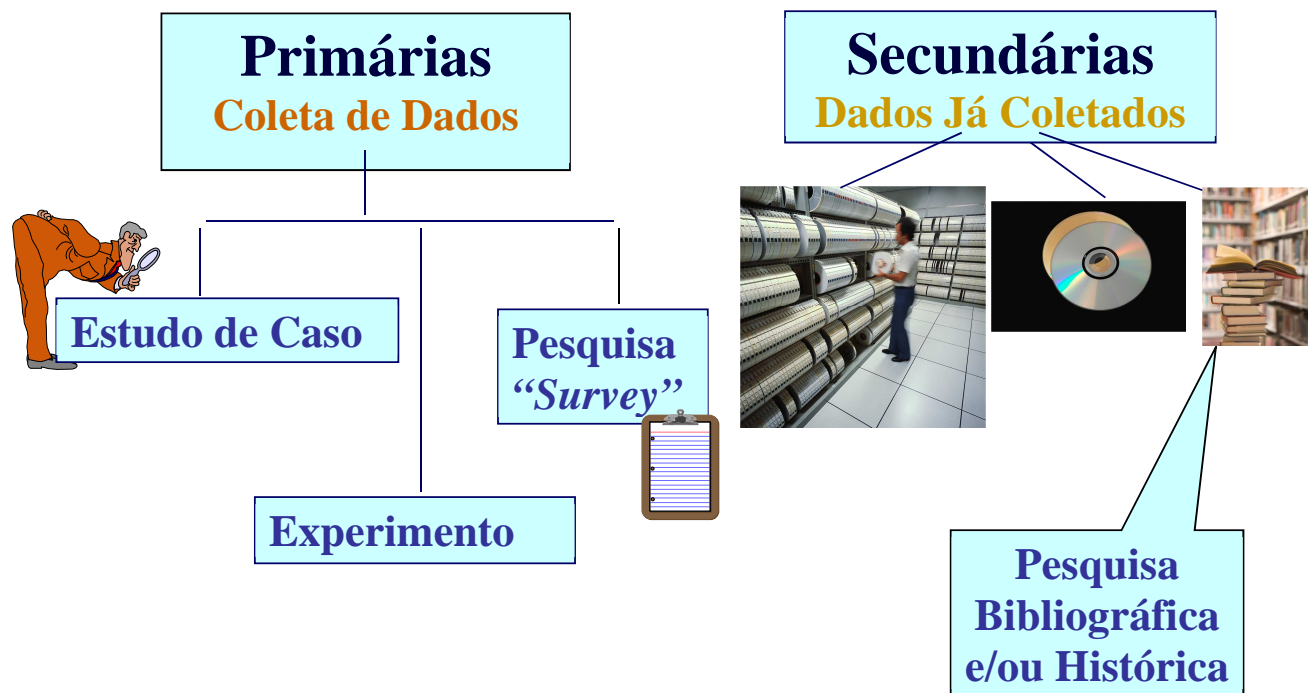 Primárias
Coleta de Dados
Secundárias
Dados Já Coletados
Estudo de Caso
Pesquisa
“Survey”
Experimento
Pesquisa
Bibliográfica
e/ou Histórica